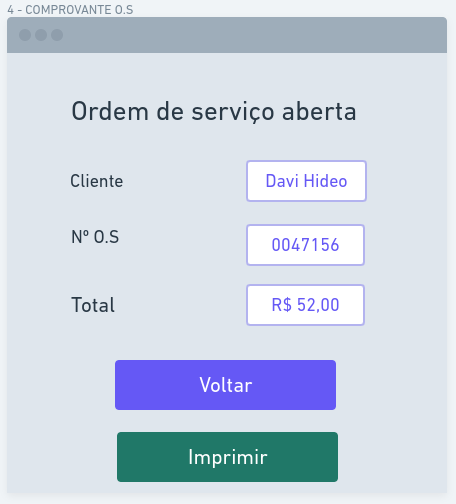 4 - COMPROVANTE O.S
Ordem de serviço aberta
Cliente Davi Hideo
Nº O.S 0047156
Total R$ 52,00
Voltar
Imprimir